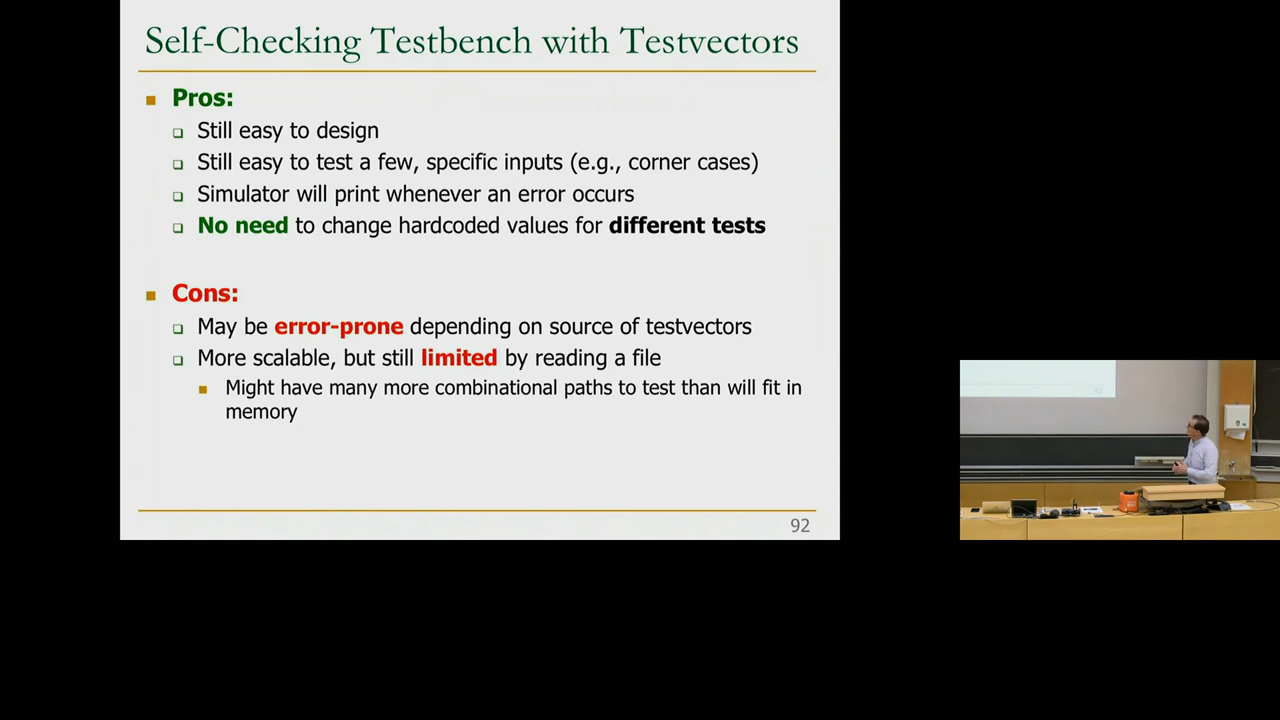 Self-Checking Testbench with Testvectors
Pros:
Still easy to design
Still easy to test a few, specific inputs (e.g., corner cases)
Simulator will print whenever an error occurs
No need to change hardcoded values for different tests
Cons:
May be error-prone depending on source of testvectors
More scalable, but still limited by reading a file
Might have many more combinational paths to test than will fit in
memory
92